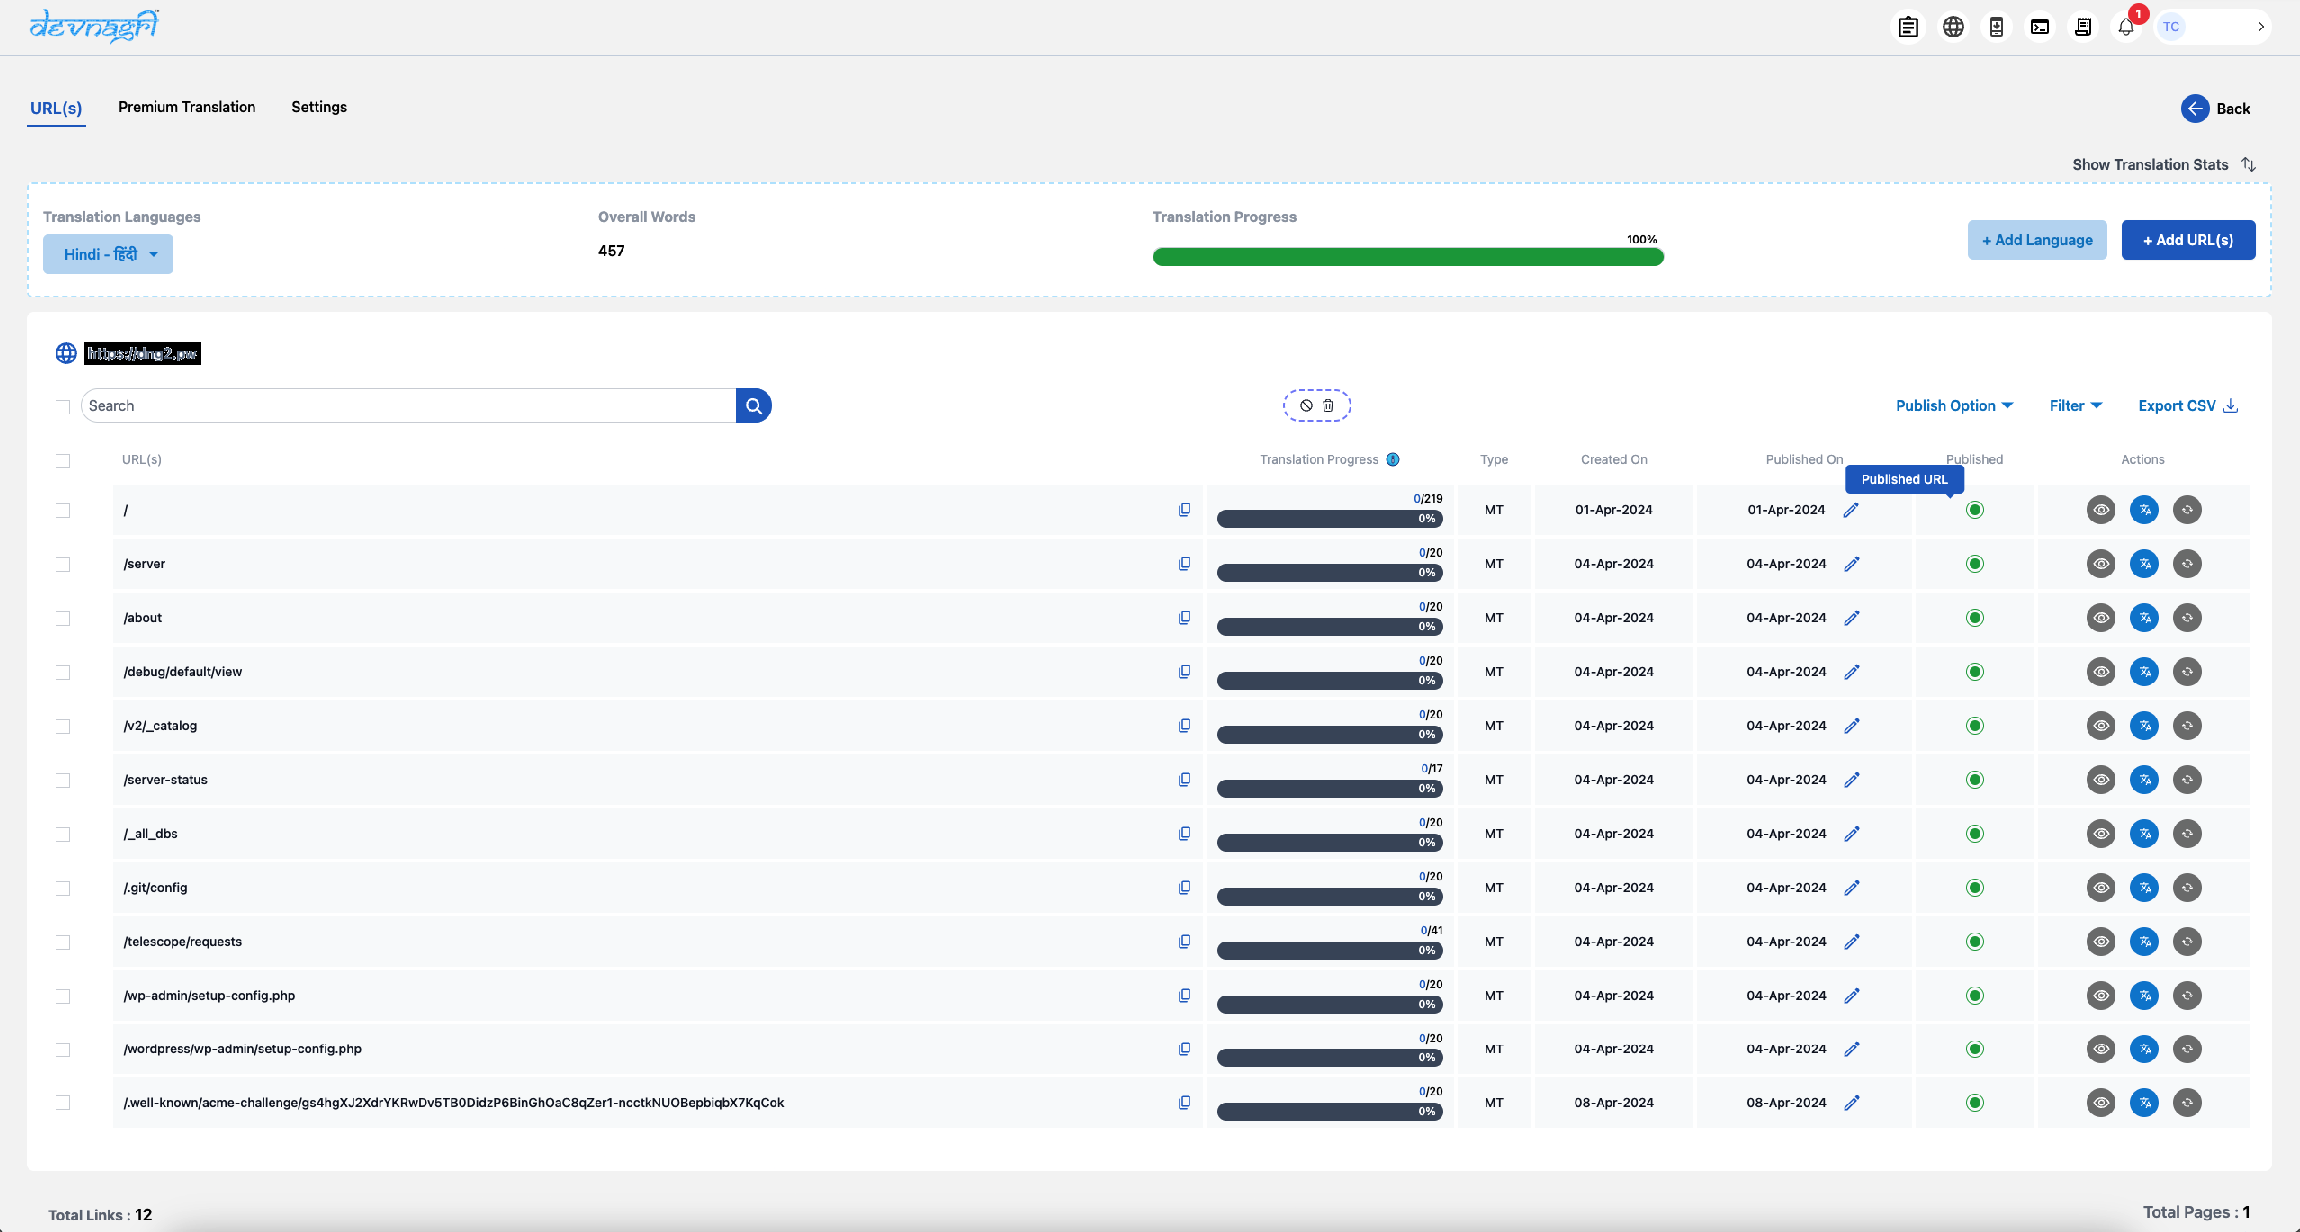 devnagri
1
TC
URL(s) Premium Translation Settings
Back
Show Translation Stats
Translation Languages Overall Words Translation Progress
100%
Hindi - हिंदी 457 + Add Language + Add URL(s)
https://dng2.pw
Search Publish Option Filter Export CSV
URL(s) Translation Progress Type Created On Published On Published Actions
Published URL
/ 0/219 0% MT 01-Apr-2024 01-Apr-2024
/server 0/20 0% MT 04-Apr-2024 04-Apr-2024
/about 0/20 0% MT 04-Apr-2024 04-Apr-2024
/debug/default/view 0/20 0% MT 04-Apr-2024 04-Apr-2024
/v2/_catalog 0/20 0% MT 04-Apr-2024 04-Apr-2024
/server-status 0/17 0% MT 04-Apr-2024 04-Apr-2024
/_all_dbs 0/20 0% MT 04-Apr-2024 04-Apr-2024
/.git/config 0/20 0% MT 04-Apr-2024 04-Apr-2024
/telescope/requests 0/41 0% MT 04-Apr-2024 04-Apr-2024
/wp-admin/setup-config.php 0/20 0% MT 04-Apr-2024 04-Apr-2024
/wordpress/wp-admin/setup-config.php 0/20 0% MT 04-Apr-2024 04-Apr-2024
/.well-known/acme-challenge/gs4hgXJ2XdrYKRwDv5TB0DidzP6BinGhOaC8qZer1-ncctkNUOBepbiqbX7KqCok 0/20 0% MT 08-Apr-2024 08-Apr-2024
Total Links : 12 Total Pages : 1